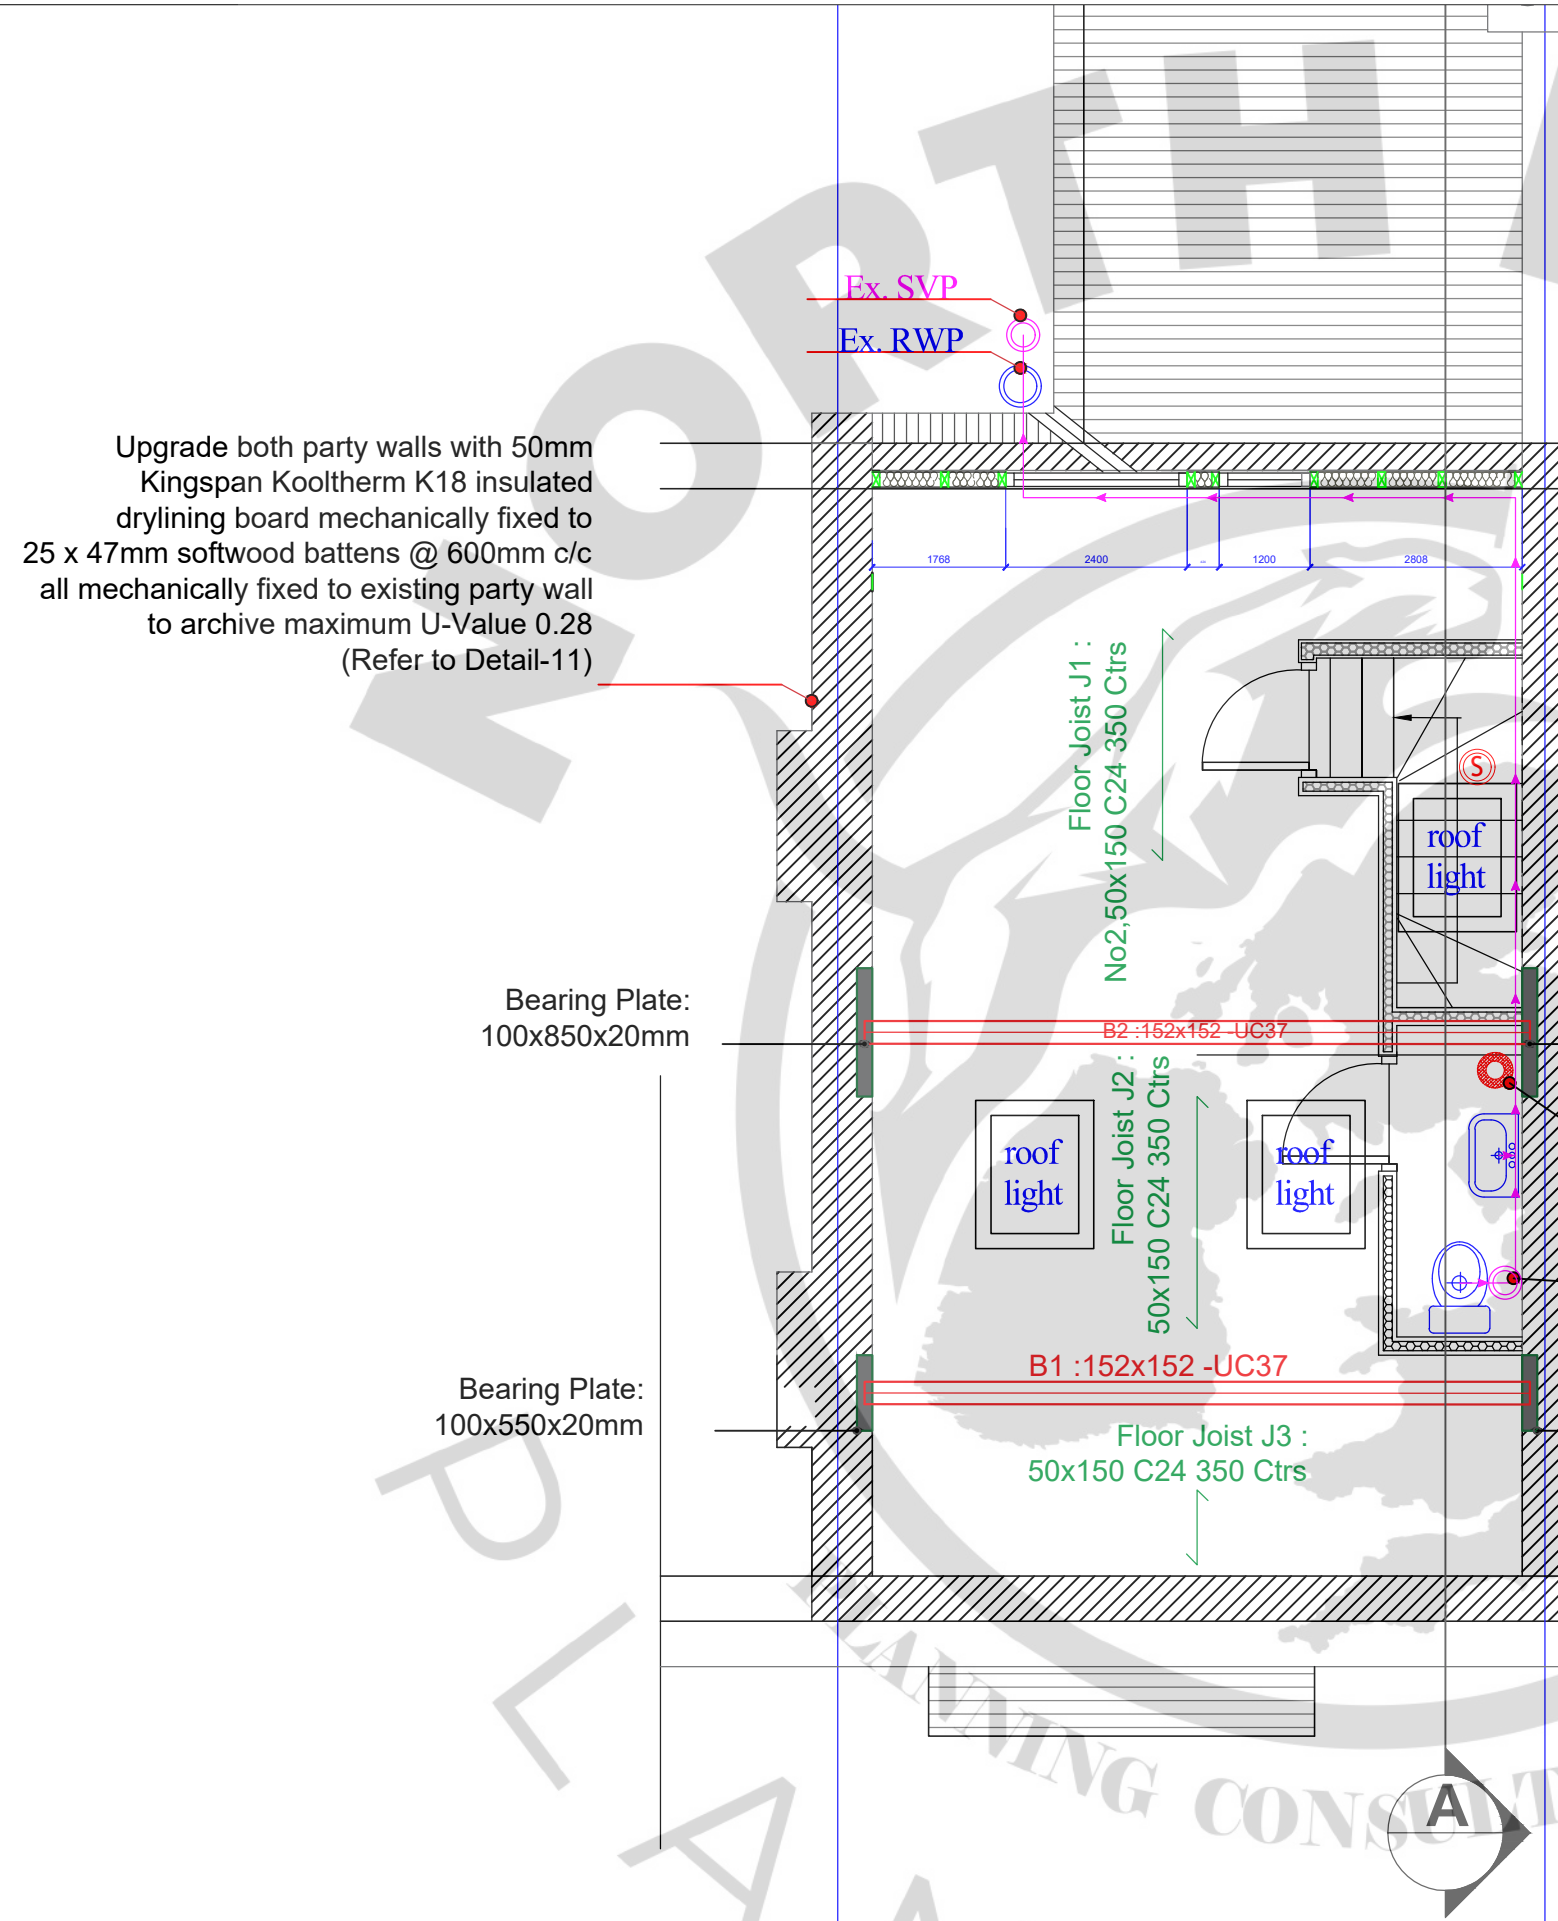 NORTH
Ex. SVP
Ex. RWP
Upgrade both party walls with 50mm
Kingspan Kooltherm K18 insulated
drylining board mechanically fixed to
25 x 47mm softwood battens @ 600mm c/c
all mechanically fixed to existing party wall
to archive maximum U-Value 0.28
(Refer to Detail-11)
1768
2400
1200
2808
Floor Joist J1 :
No2,50x150 C24 350 Ctrs
S
roof
light
Bearing Plate:
100x850x20mm
B2 :152x152 -UC37
Floor Joist J2 :
50x150 C24 350 Ctrs
roof
light
roof
light
B1 :152x152 -UC37
Bearing Plate:
100x550x20mm
Floor Joist J3 :
50x150 C24 350 Ctrs
PLANNING CONSULT
A
PLA